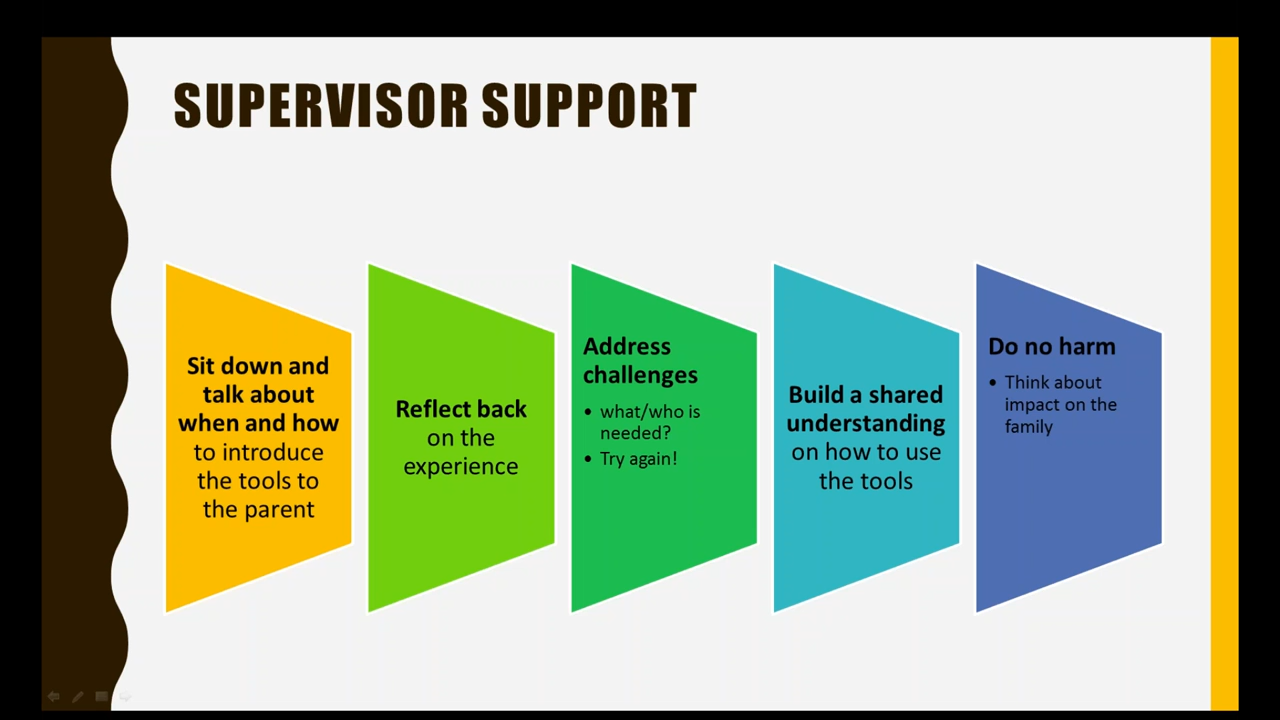 SUPERVISOR SUPPORT
Sit down and
talk about
when and how
to introduce
the tools to
the parent
Reflect back
on the
experience
Address
challenges
• what/who is
needed?
• Try again!
Build a shared
understanding
on how to use
the tools
Do no harm
• Think about
impact on the
family